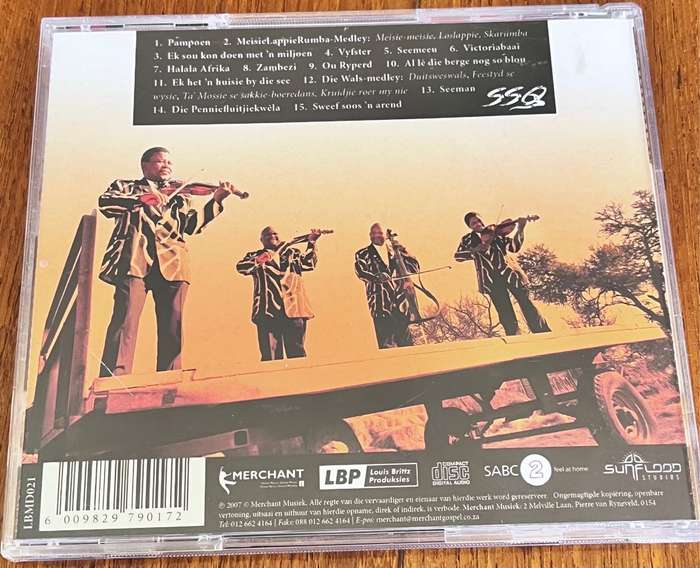 1. Pampoen 2. MeisieLappieRumba-Medley: Meisie-meisie, Loslappie, Skarumba
3. Ek sou kon doen met 'n miljoen 4. Vyfster 5. Seemeen 6. Victoriabaai
7. Halala Afrika 8. Zambezi 9. Ou Ryperd 10. Al lê die berge nog so blou
11. Ek het 'n huisie by die see 12. Die Wals-medley: Duitsweswals, Feestyd se
wysie, Ta' Mossie se sakkie-boeredans, Kruidjie roer my nie 13. Seeman
14. Die Penniefluitjiekwêla 15. Sweef soos 'n arend
SSQ
LBMD021
6 009829 790172
MERCHANT
LBP Louis Brittz Produksies
COMPACT disc DIGITAL AUDIO
SABC 2 feel at home
SUNFLOOD STUDIOS
℗ 2007 © Merchant Musiek. Alle regte van die vervaardiger en eienaar van hierdie werk word gereserveer. Ongemagtigde kopiëring, openbare
vertoning, uitsaai en uithuur van hierdie opname, direk of indirek, is verbode. Merchant Musiek: 2 Melville Laan, Pierre van Ryneveld, 0154
Tel: 012 662 4164 | Faks: 088 012 662 4164 | E-pos: merchant@merchantgospel.co.za